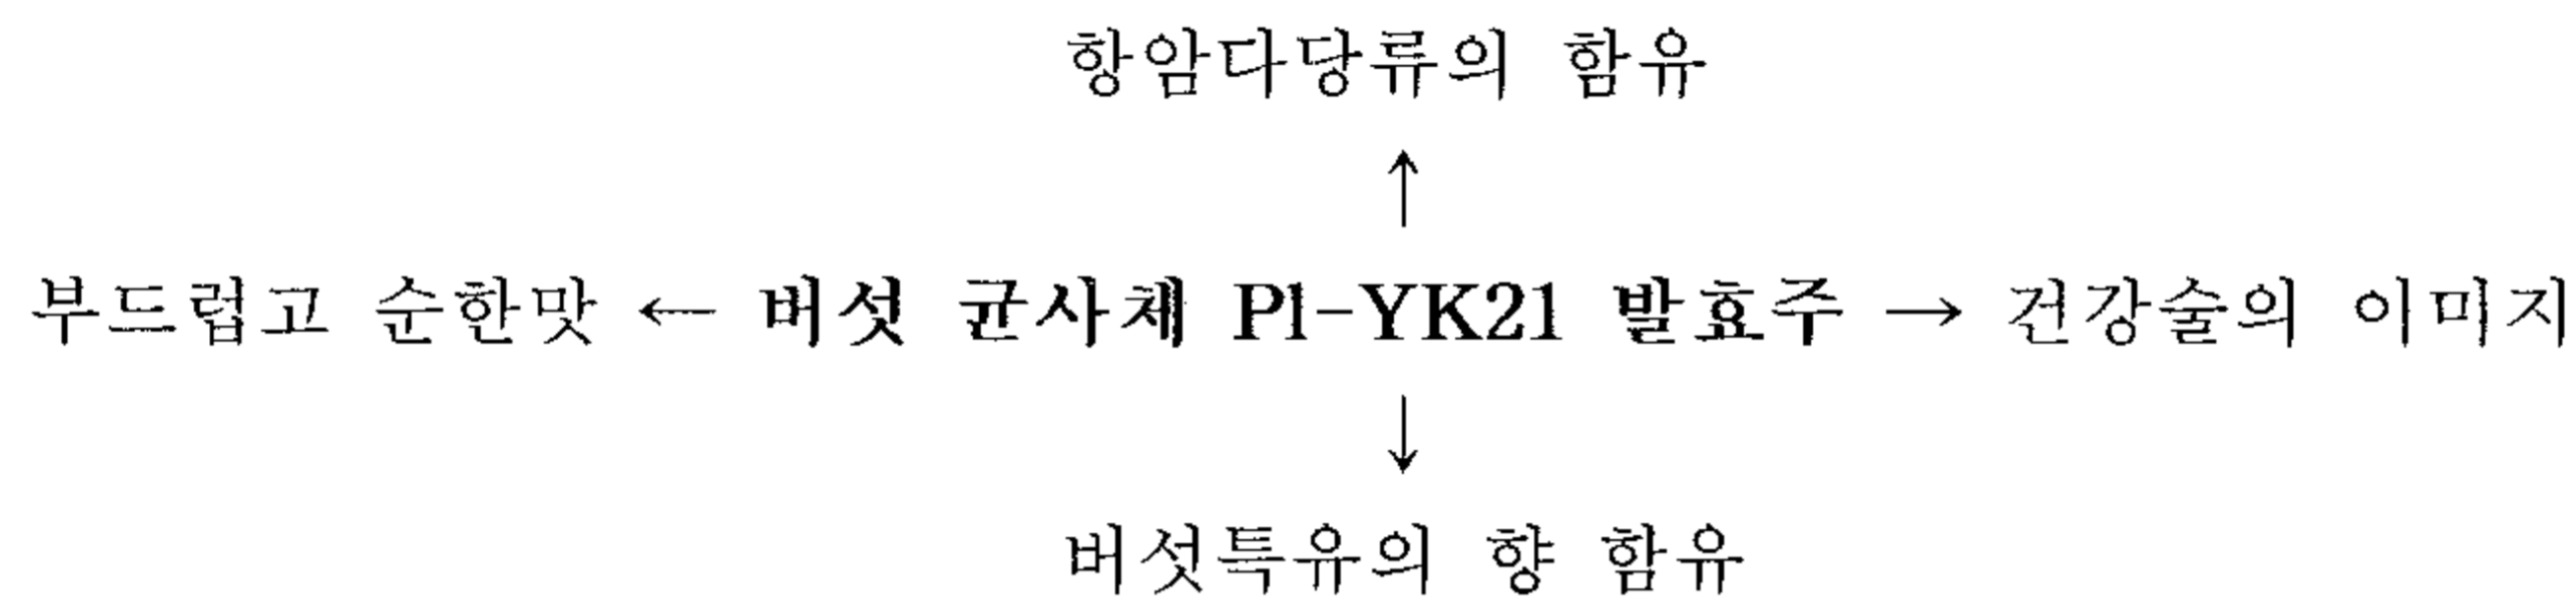 항암다당류의 함유
↑
부드럽고 순한맛 ← 버섯 균사체 Pl-YK21 발효주 → 건강술의 이미지
↓
버섯특유의 향 함유